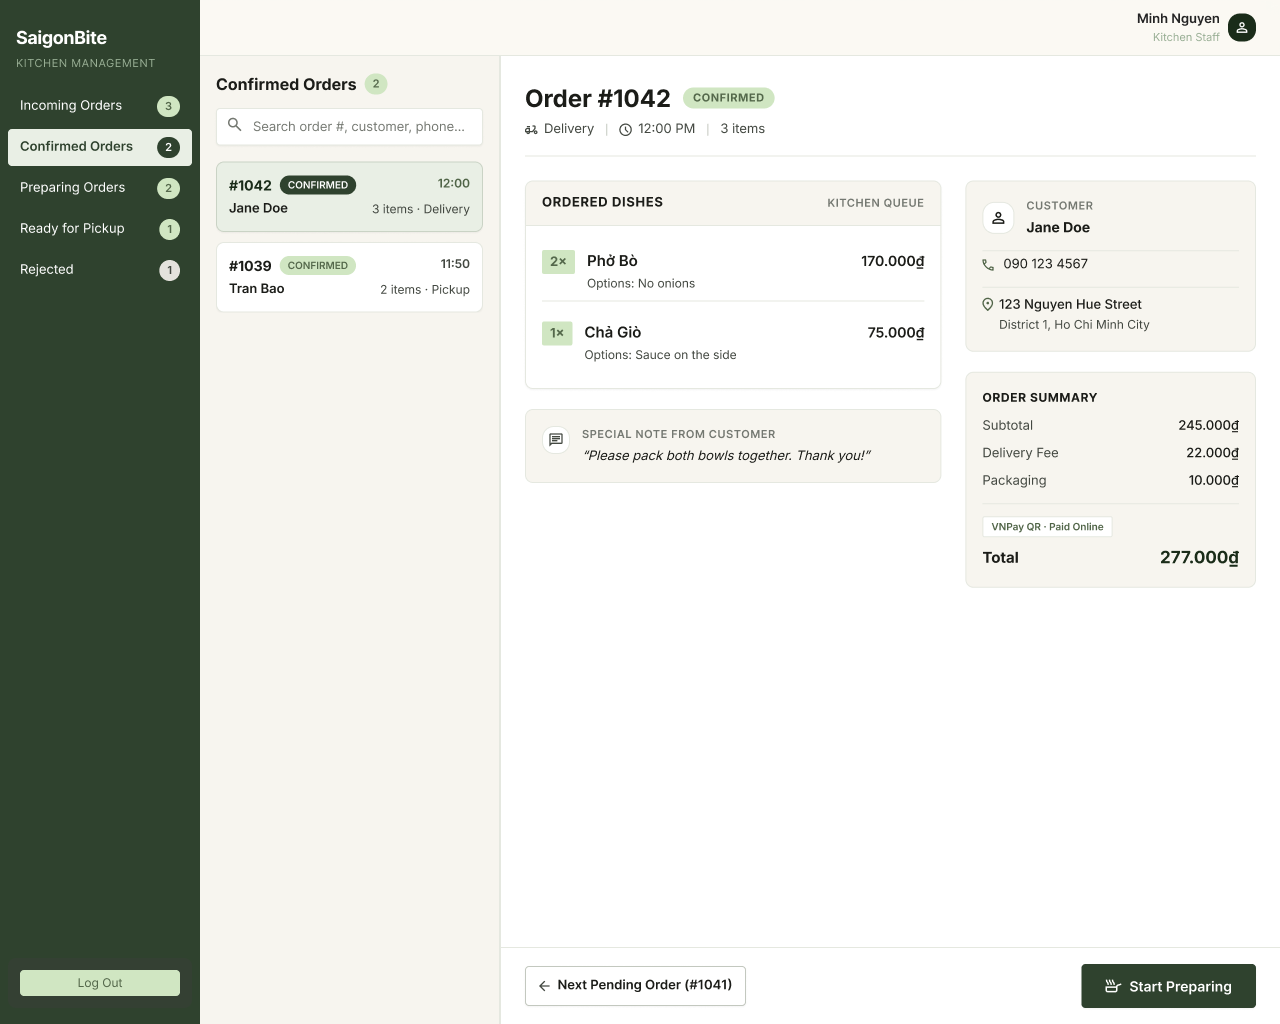 SaigonBite
KITCHEN MANAGEMENT
Incoming Orders 3
Confirmed Orders 2
Preparing Orders 2
Ready for Pickup 1
Rejected 1
Log Out
Minh Nguyen
Kitchen Staff
Confirmed Orders 2
Search order #, customer, phone...
#1042 CONFIRMED 12:00
Jane Doe 3 items · Delivery
#1039 CONFIRMED 11:50
Tran Bao 2 items · Pickup
Order #1042 CONFIRMED
Delivery | 12:00 PM | 3 items
ORDERED DISHES KITCHEN QUEUE
2× Phở Bò 170.000₫
Options: No onions
1× Chả Giò 75.000₫
Options: Sauce on the side
SPECIAL NOTE FROM CUSTOMER
“Please pack both bowls together. Thank you!”
CUSTOMER
Jane Doe
090 123 4567
123 Nguyen Hue Street
District 1, Ho Chi Minh City
ORDER SUMMARY
Subtotal 245.000₫
Delivery Fee 22.000₫
Packaging 10.000₫
VNPay QR · Paid Online
Total 277.000₫
Next Pending Order (#1041)
Start Preparing